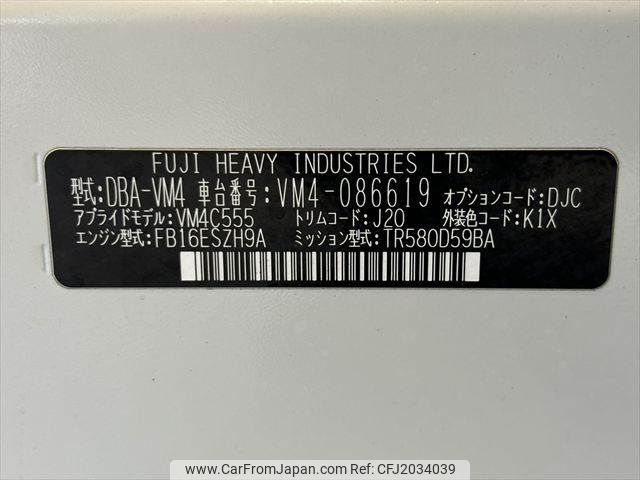 FUJI HEAVY INDUSTRIES LTD.
型式:DBA-VM4 車台番号:VM4-086619 オプションコード:DJC
アプライドモデル:VM4C555 トリムコード:J20 外装色コード:K1X
エンジン型式:FB16ESZH9A ミッション型式:TR580D59BA
www.CarFromJapan.com | CFJ2034039